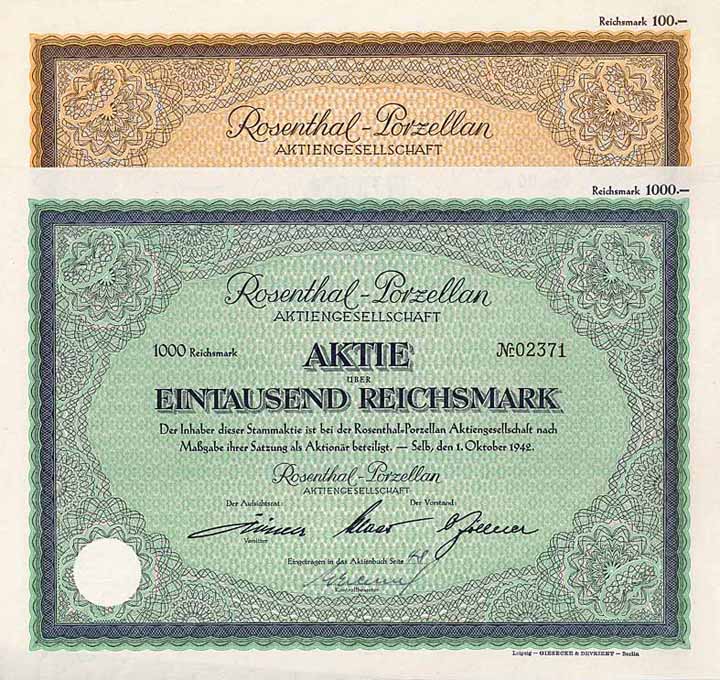 Reichsmark 100.—
Rosenthal-Porzellan
AKTIENGESELLSCHAFT
Reichsmark 1000.—
Rosenthal-Porzellan
AKTIENGESELLSCHAFT
1000 Reichsmark AKTIE № 02371
ÜBER
EINTAUSEND REICHSMARK
Der Inhaber dieser Stammaktie ist bei der Rosenthal-Porzellan Aktiengesellschaft nach
Maßgabe ihrer Satzung als Aktionär beteiligt. — Selb, den 1. Oktober 1942.
Rosenthal-Porzellan
AKTIENGESELLSCHAFT
Der Aufsichtsrat: Der Vorstand:
Vorsitzer
Eingetragen in das Aktienbuch Seite
Kontrollbeamter
Leipzig — GIESECKE & DEVRIENT — Berlin